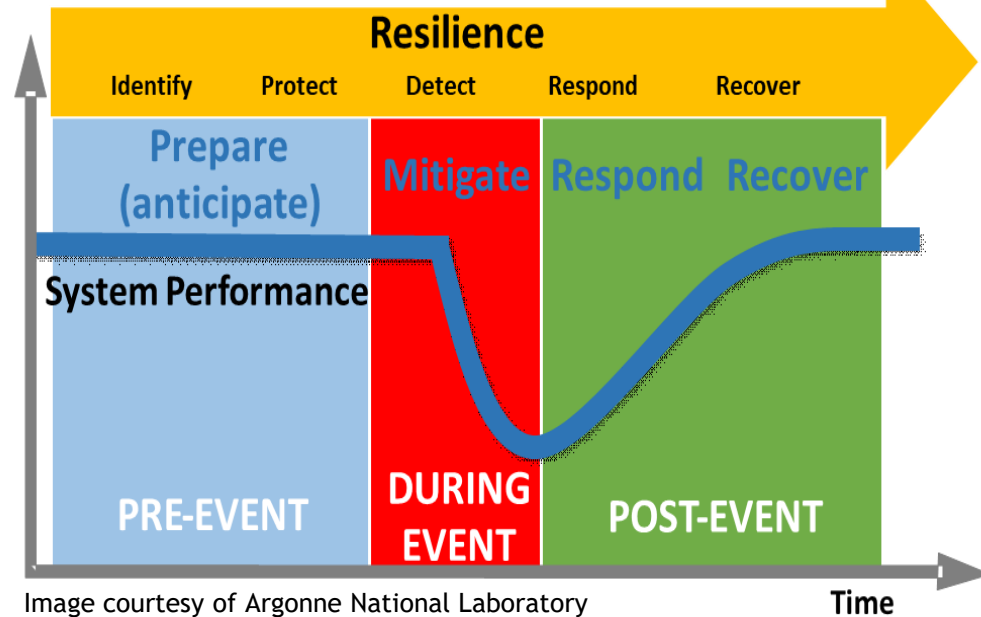 Resilience
Identify Protect Detect Respond Recover
Prepare
(anticipate)
Mitigate Respond Recover
System Performance
PRE-EVENT
DURING
EVENT
POST-EVENT
Image courtesy of Argonne National Laboratory
Time